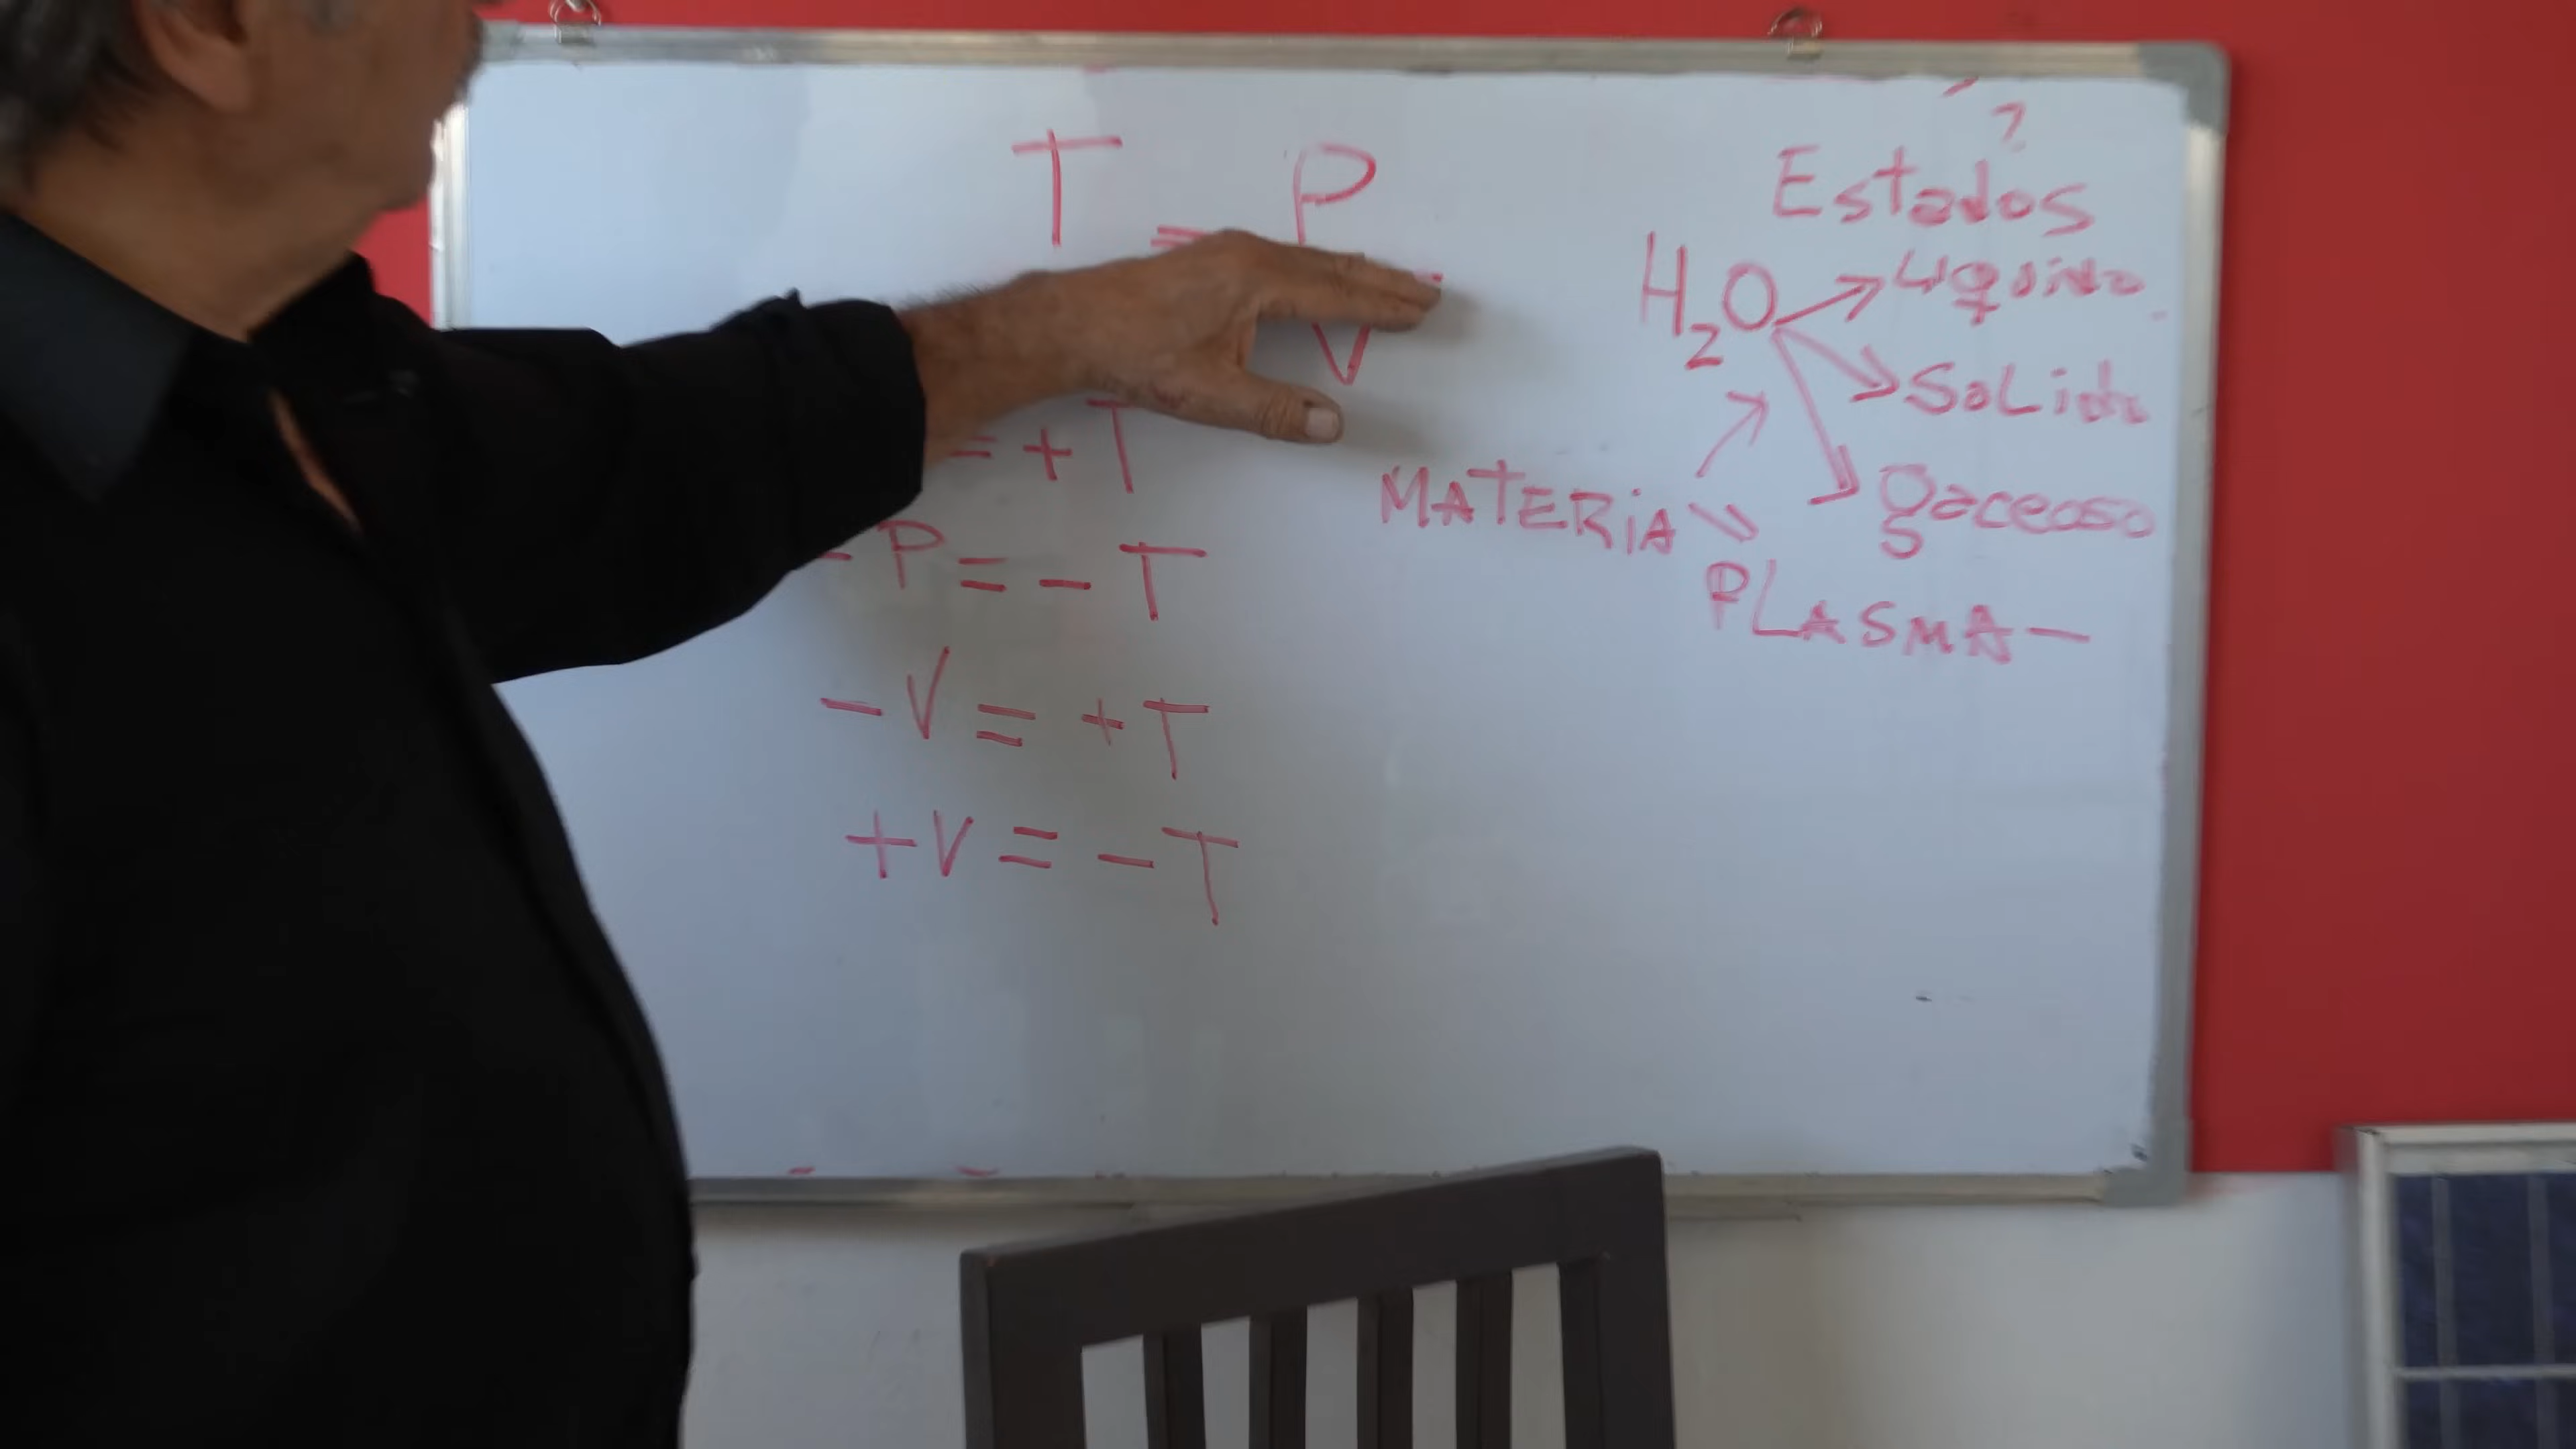 T = P
V
= + T
- P = - T
- V = + T
+ V = - T
?
Estados
H2O
Liquido
Solido
gaceoso
MATERiA
PLASMA -